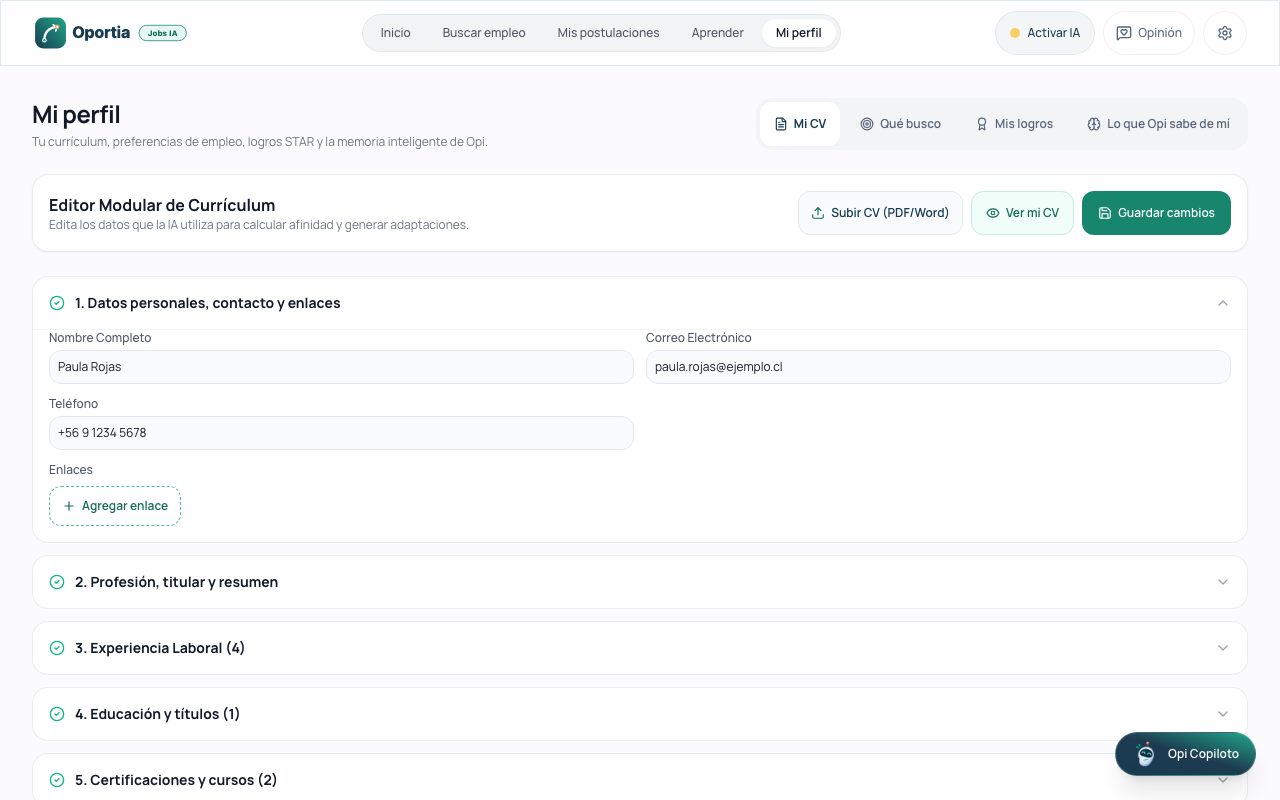 Oportia Jobs IA
Inicio
Buscar empleo
Mis postulaciones
Aprender
Mi perfil
Activar IA
Opinión
Mi perfil
Tu currículum, preferencias de empleo, logros STAR y la memoria inteligente de Opi.
Mi CV
Qué busco
Mis logros
Lo que Opi sabe de mí
Editor Modular de Currículum
Edita los datos que la IA utiliza para calcular afinidad y generar adaptaciones.
Subir CV (PDF/Word)
Ver mi CV
Guardar cambios
1. Datos personales, contacto y enlaces
Nombre Completo
Paula Rojas
Correo Electrónico
paula.rojas@ejemplo.cl
Teléfono
+56 9 1234 5678
Enlaces
+ Agregar enlace
2. Profesión, titular y resumen
3. Experiencia Laboral (4)
4. Educación y títulos (1)
5. Certificaciones y cursos (2)
Opi Copiloto